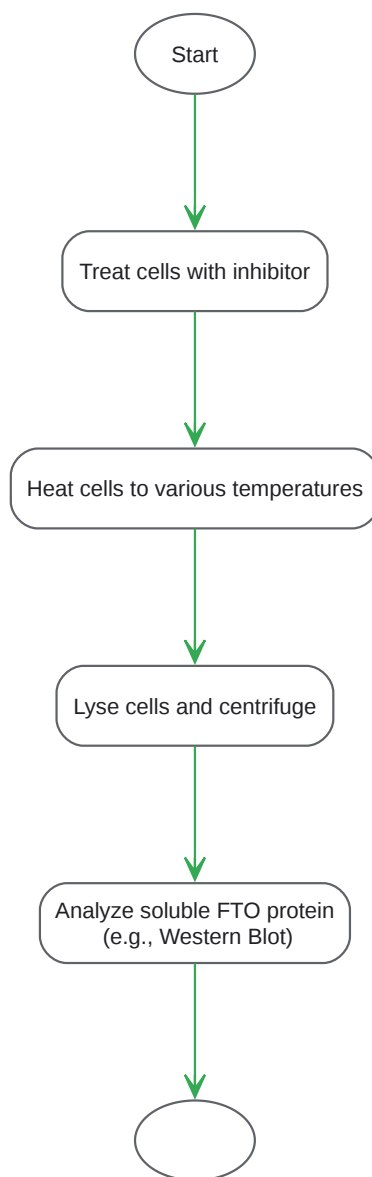 Start
Treat cells with inhibitor
Heat cells to various temperatures
Lyse cells and centrifuge
Analyze soluble FTO protein
(e.g., Western Blot)